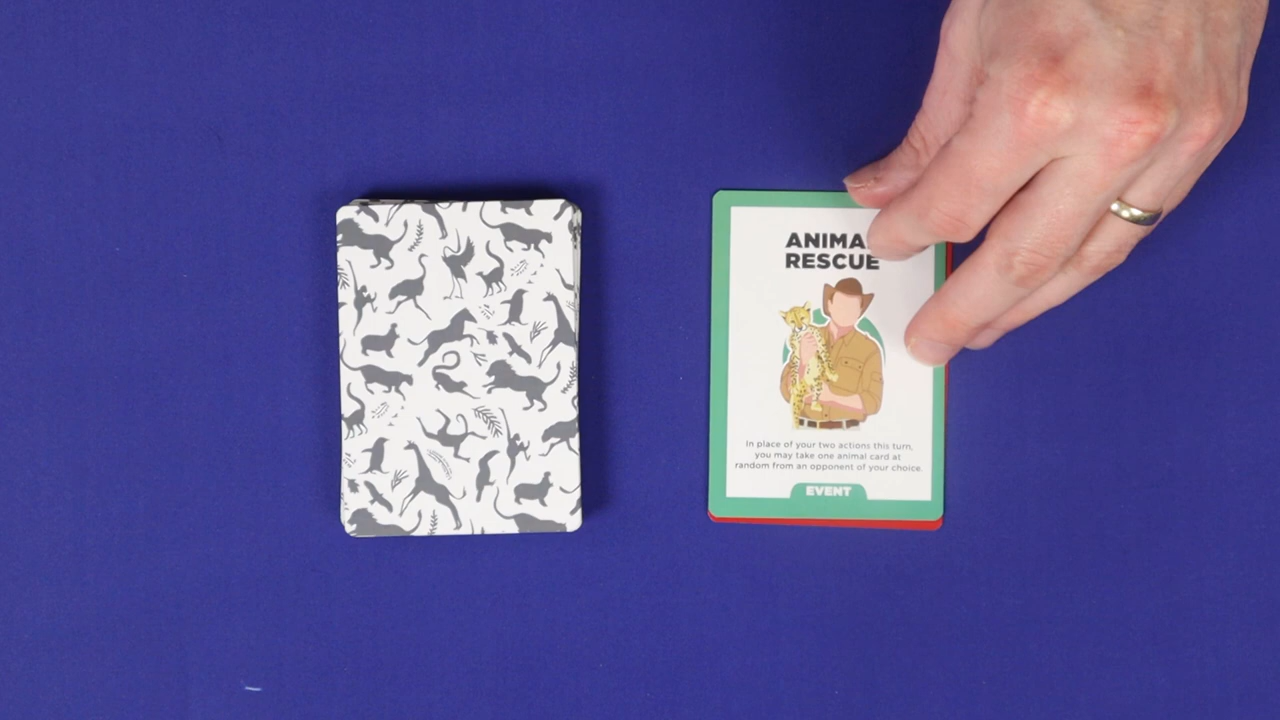 ANIMAL
RESCUE
In place of your two actions this turn,
you may take one animal card at
random from an opponent of your choice.
EVENT